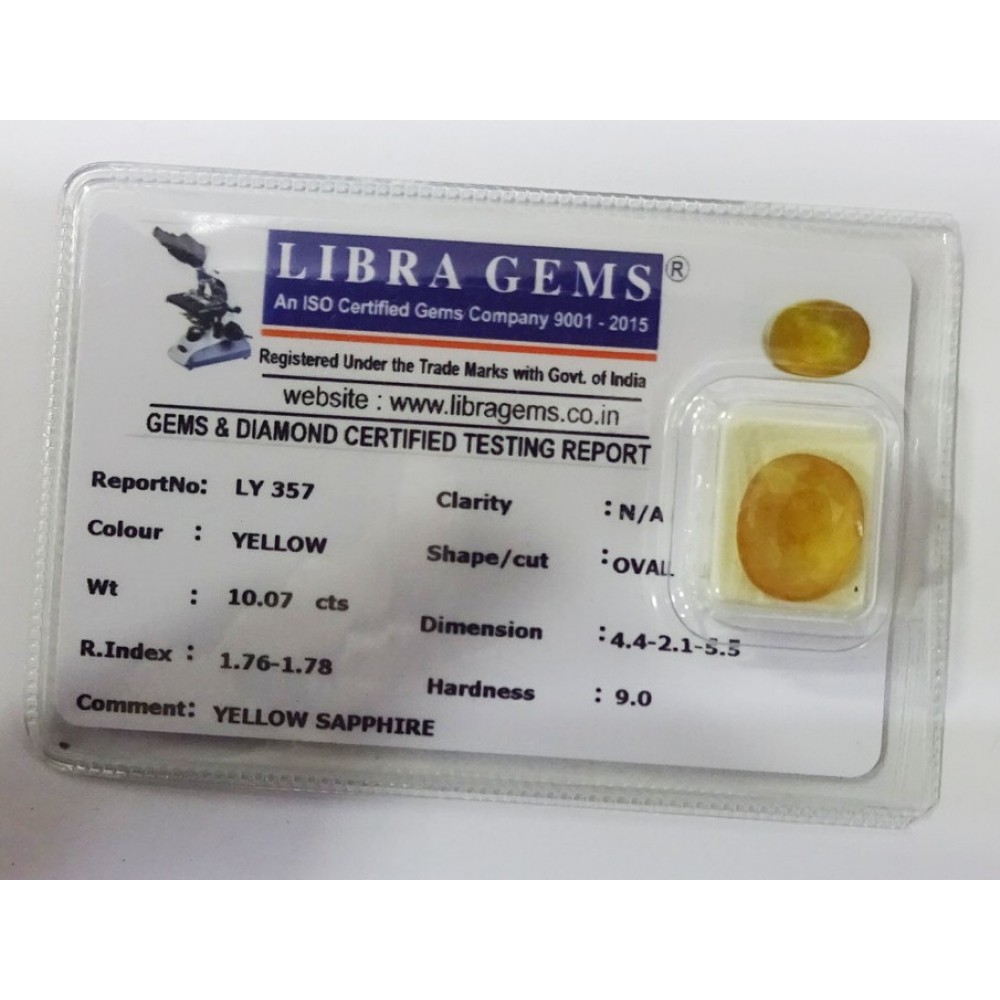 LIBRA GEMS®
An ISO Certified Gems Company 9001 - 2015
Registered Under the Trade Marks with Govt. of India
website : www.libragems.co.in
GEMS & DIAMOND CERTIFIED TESTING REPORT
ReportNo: LY 357
Colour : YELLOW
Wt : 10.07 cts
R.Index : 1.76-1.78
Comment: YELLOW SAPPHIRE
Clarity : N/A
Shape/cut : OVAL
Dimension : 4.4-2.1-5.5
Hardness : 9.0